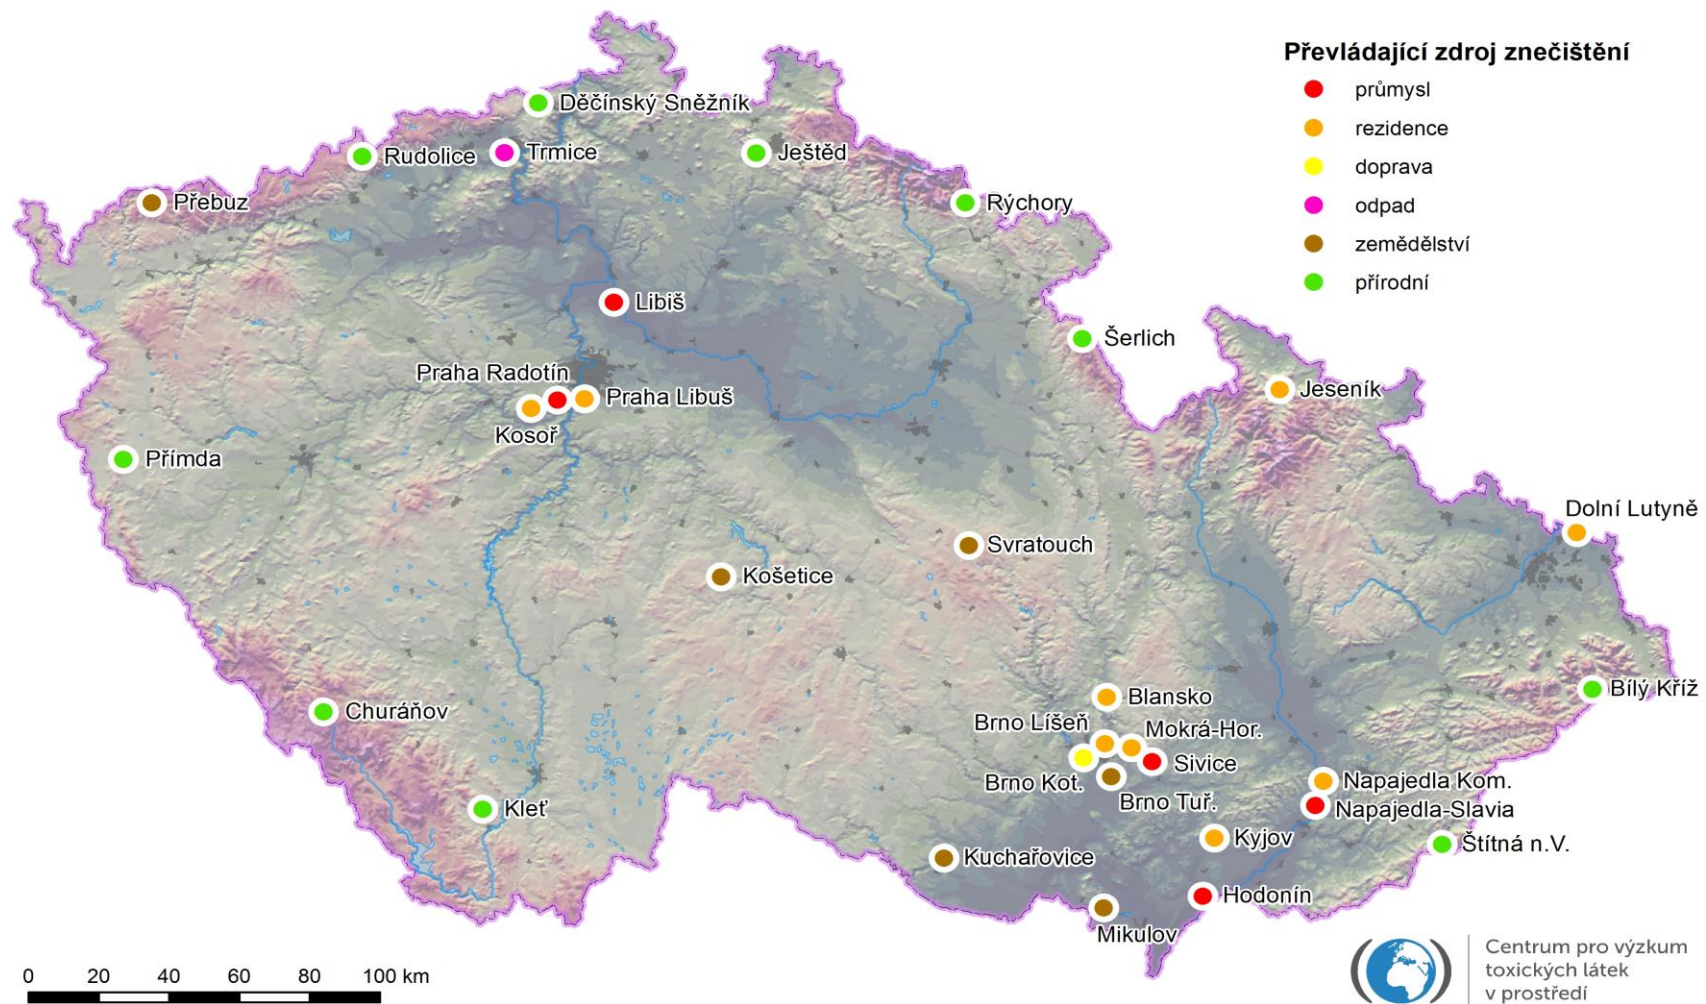 Převládající zdroj znečištění
průmysl
rezidence
doprava
odpad
zemědělství
přírodní
Děčínský Sněžník
Rudolice
Trmice
Ještěd
Přebuz
Rýchory
Libiš
Šerlich
Praha Radotín
Jeseník
Praha Libuš
Kosoř
Přímda
Dolní Lutyně
Svratouch
Košetice
Bílý Kříž
Blansko
Churáňov
Brno Líšeň
Mokrá-Hor.
Sivice
Brno Kot.
Napajedla Kom.
Brno Tuř.
Kleť
Napajedla-Slavia
Kyjov
Štítná n.V.
Kuchařovice
Hodonín
Mikulov
0 20 40 60 80 100 km
Centrum pro výzkum
toxických látek
v prostředí